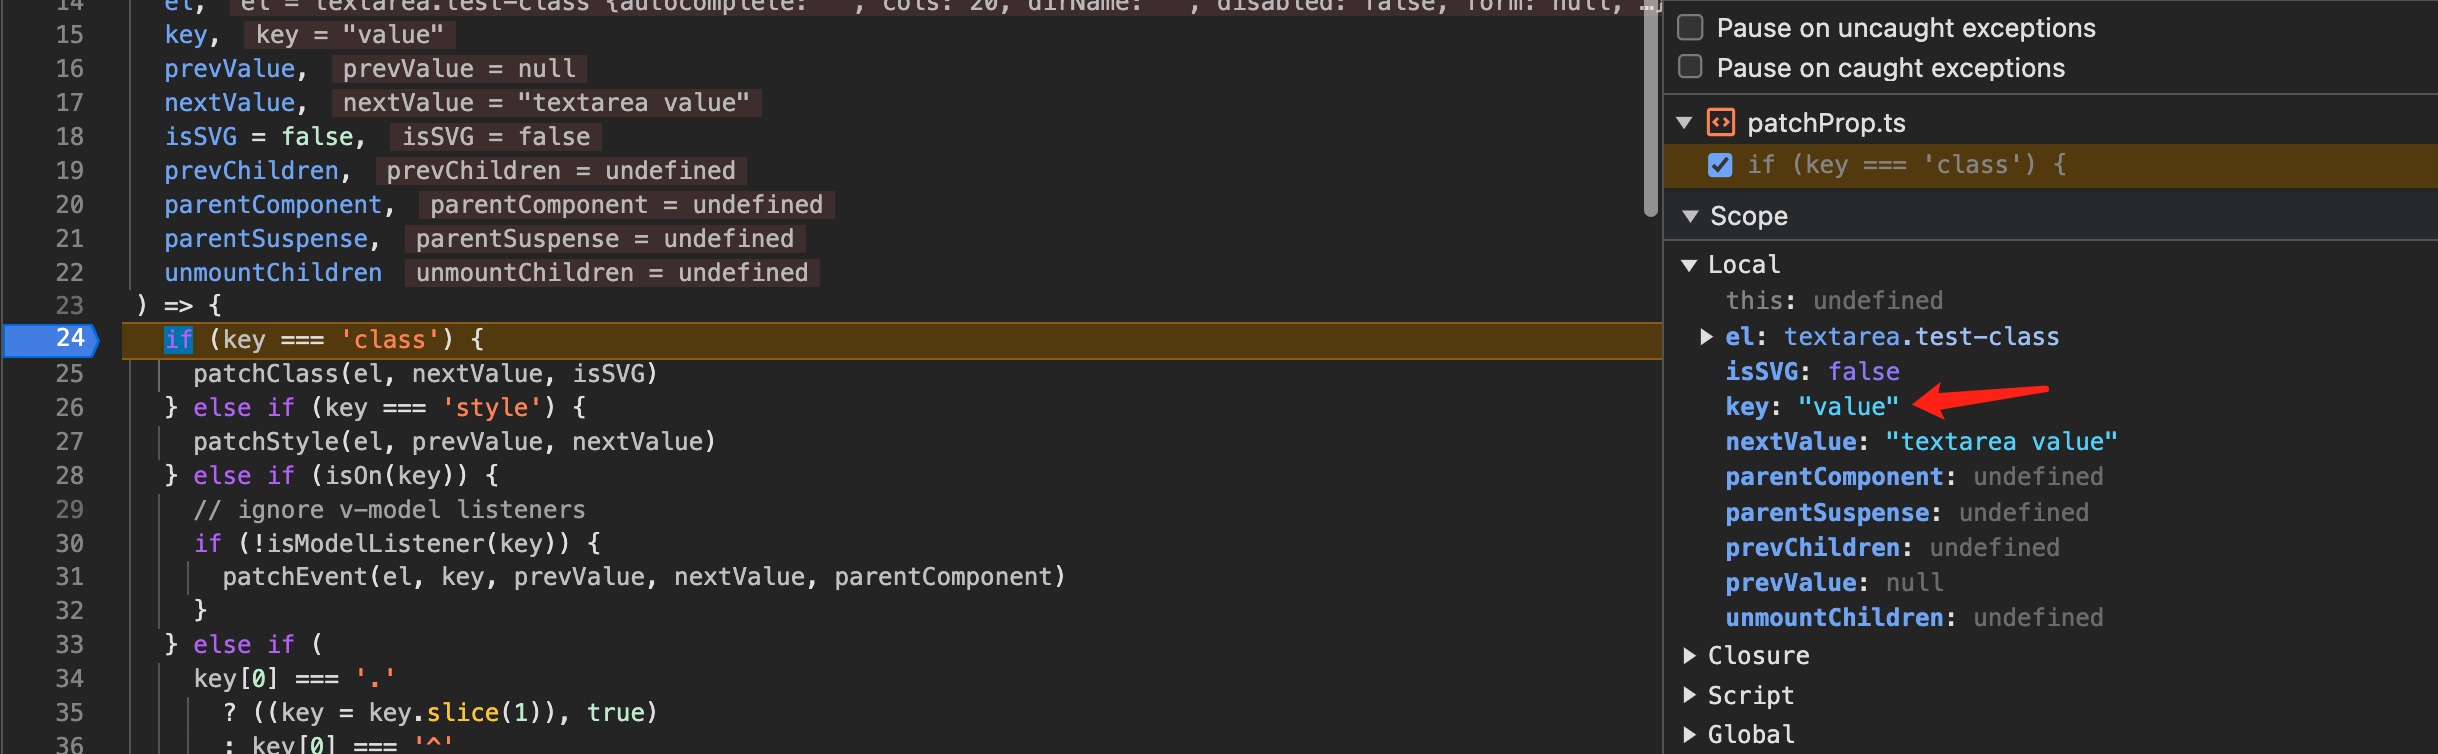 14 el, el = textarea.test-class {autocomplete: "", cols: 20, dirName: "", disabled: false, form: null, …}
15 key, key = "value"
16 prevValue, prevValue = null
17 nextValue, nextValue = "textarea value"
18 isSVG = false, isSVG = false
19 prevChildren, prevChildren = undefined
20 parentComponent, parentComponent = undefined
21 parentSuspense, parentSuspense = undefined
22 unmountChildren unmountChildren = undefined
23 ) => {
24 if (key === 'class') {
25 patchClass(el, nextValue, isSVG)
26 } else if (key === 'style') {
27 patchStyle(el, prevValue, nextValue)
28 } else if (isOn(key)) {
29 // ignore v-model listeners
30 if (!isModelListener(key)) {
31 patchEvent(el, key, prevValue, nextValue, parentComponent)
32 }
33 } else if (
34 key[0] === '.'
35 ? ((key = key.slice(1)), true)
36 : key[0] === '^'
Pause on uncaught exceptions
Pause on caught exceptions
patchProp.ts
if (key === 'class') {
Scope
Local
this: undefined
el: textarea.test-class
isSVG: false
key: "value"
nextValue: "textarea value"
parentComponent: undefined
parentSuspense: undefined
prevChildren: undefined
prevValue: null
unmountChildren: undefined
Closure
Script
Global